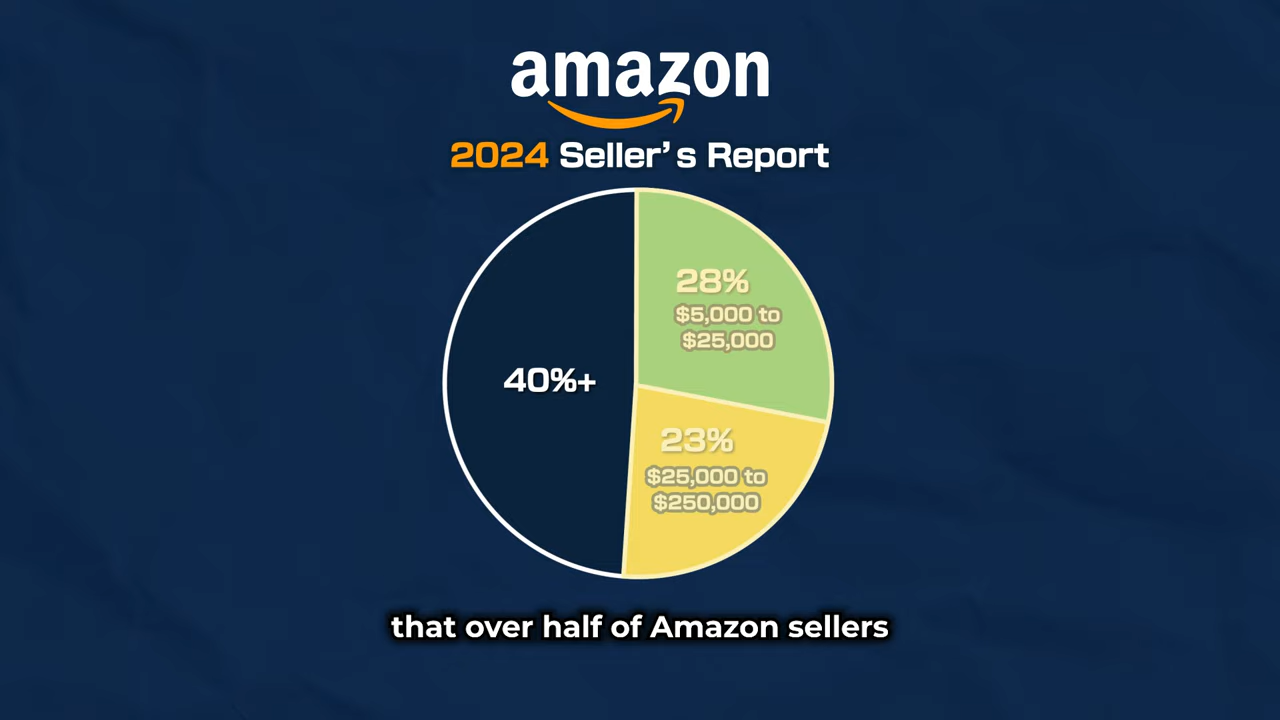 amazon
2024 Seller's Report
28%
$5,000 to
$25,000
40%+
23%
$25,000 to
$250,000
that over half of Amazon sellers